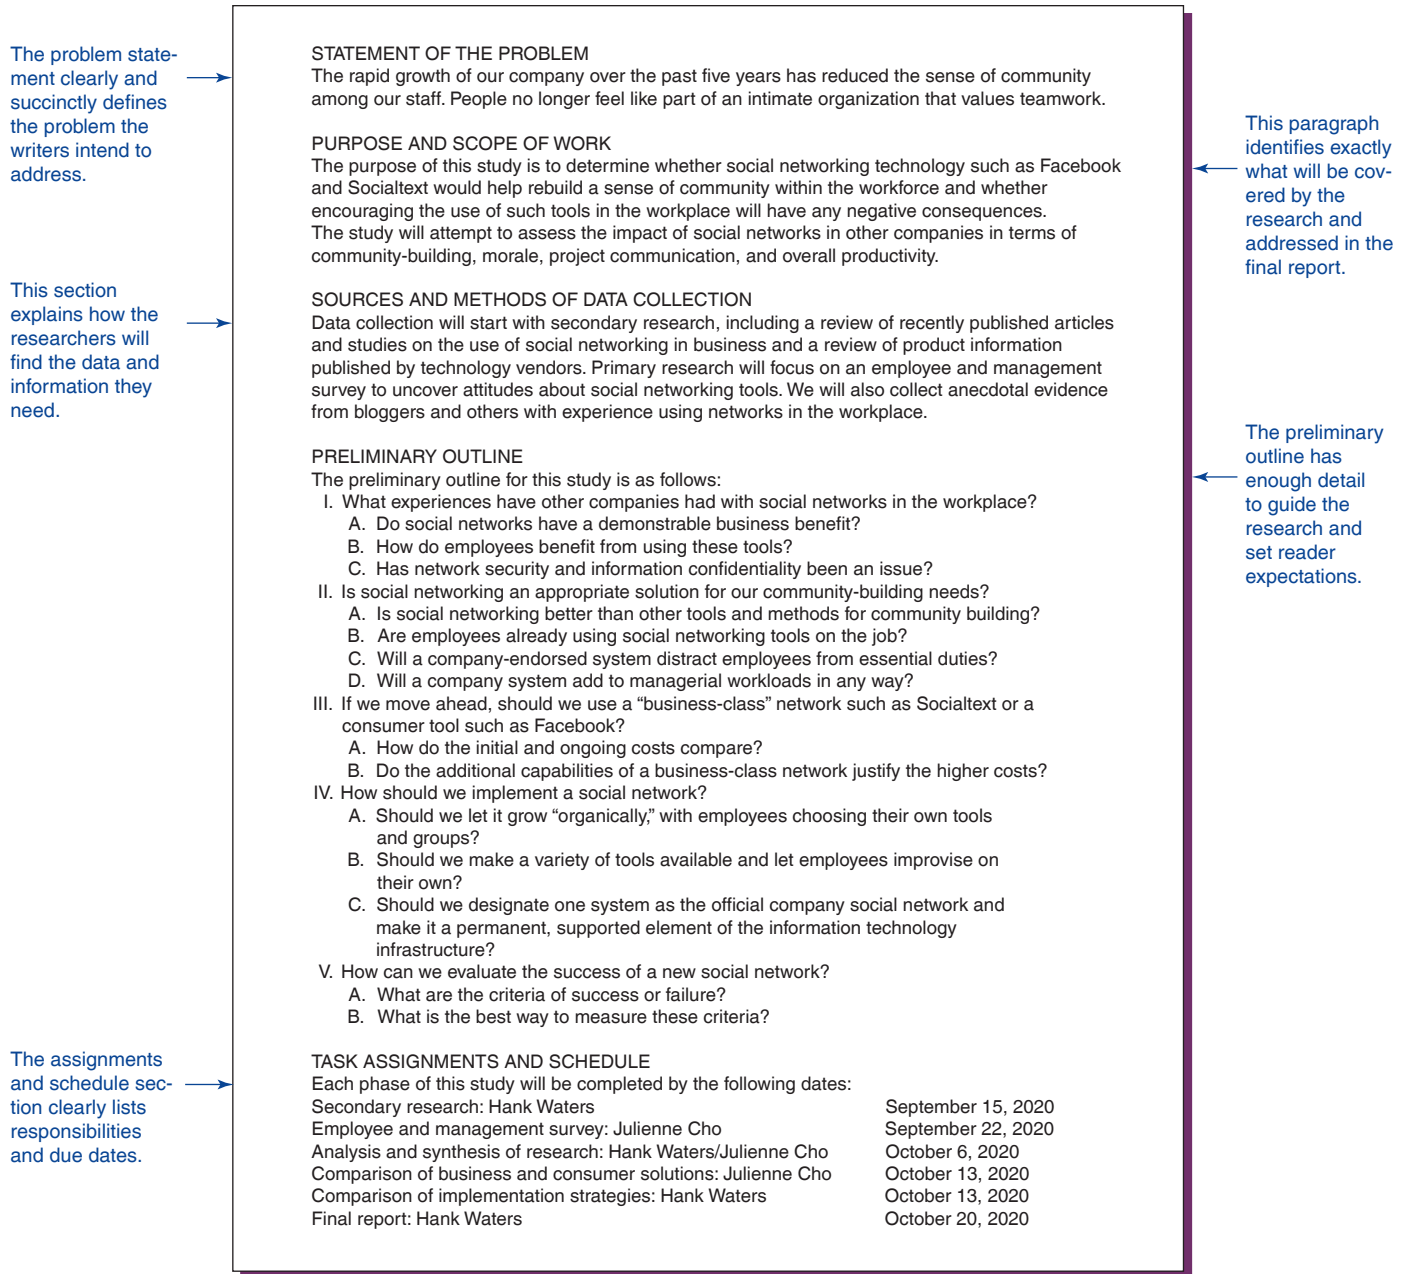 The problem state-
ment clearly and
succinctly defines
the problem the
writers intend to
address.
STATEMENT OF THE PROBLEM
The rapid growth of our company over the past five years has reduced the sense of community
among our staff. People no longer feel like part of an intimate organization that values teamwork.
PURPOSE AND SCOPE OF WORK
The purpose of this study is to determine whether social networking technology such as Facebook
and Socialtext would help rebuild a sense of community within the workforce and whether
encouraging the use of such tools in the workplace will have any negative consequences.
The study will attempt to assess the impact of social networks in other companies in terms of
community-building, morale, project communication, and overall productivity.
This paragraph
identifies exactly
what will be cov-
ered by the
research and
addressed in the
final report.
This section
explains how the
researchers will
find the data and
information they
need.
SOURCES AND METHODS OF DATA COLLECTION
Data collection will start with secondary research, including a review of recently published articles
and studies on the use of social networking in business and a review of product information
published by technology vendors. Primary research will focus on an employee and management
survey to uncover attitudes about social networking tools. We will also collect anecdotal evidence
from bloggers and others with experience using networks in the workplace.
PRELIMINARY OUTLINE
The preliminary outline for this study is as follows:
I. What experiences have other companies had with social networks in the workplace?
A. Do social networks have a demonstrable business benefit?
B. How do employees benefit from using these tools?
C. Has network security and information confidentiality been an issue?
II. Is social networking an appropriate solution for our community-building needs?
A. Is social networking better than other tools and methods for community building?
B. Are employees already using social networking tools on the job?
C. Will a company-endorsed system distract employees from essential duties?
D. Will a company system add to managerial workloads in any way?
III. If we move ahead, should we use a “business-class” network such as Socialtext or a
consumer tool such as Facebook?
A. How do the initial and ongoing costs compare?
B. Do the additional capabilities of a business-class network justify the higher costs?
IV. How should we implement a social network?
A. Should we let it grow “organically,” with employees choosing their own tools
and groups?
B. Should we make a variety of tools available and let employees improvise on
their own?
C. Should we designate one system as the official company social network and
make it a permanent, supported element of the information technology
infrastructure?
V. How can we evaluate the success of a new social network?
A. What are the criteria of success or failure?
B. What is the best way to measure these criteria?
The preliminary
outline has
enough detail
to guide the
research and
set reader
expectations.
The assignments
and schedule sec-
tion clearly lists
responsibilities
and due dates.
TASK ASSIGNMENTS AND SCHEDULE
Each phase of this study will be completed by the following dates:
Secondary research: Hank Waters September 15, 2020
Employee and management survey: Julienne Cho September 22, 2020
Analysis and synthesis of research: Hank Waters/Julienne Cho October 6, 2020
Comparison of business and consumer solutions: Julienne Cho October 13, 2020
Comparison of implementation strategies: Hank Waters October 13, 2020
Final report: Hank Waters October 20, 2020